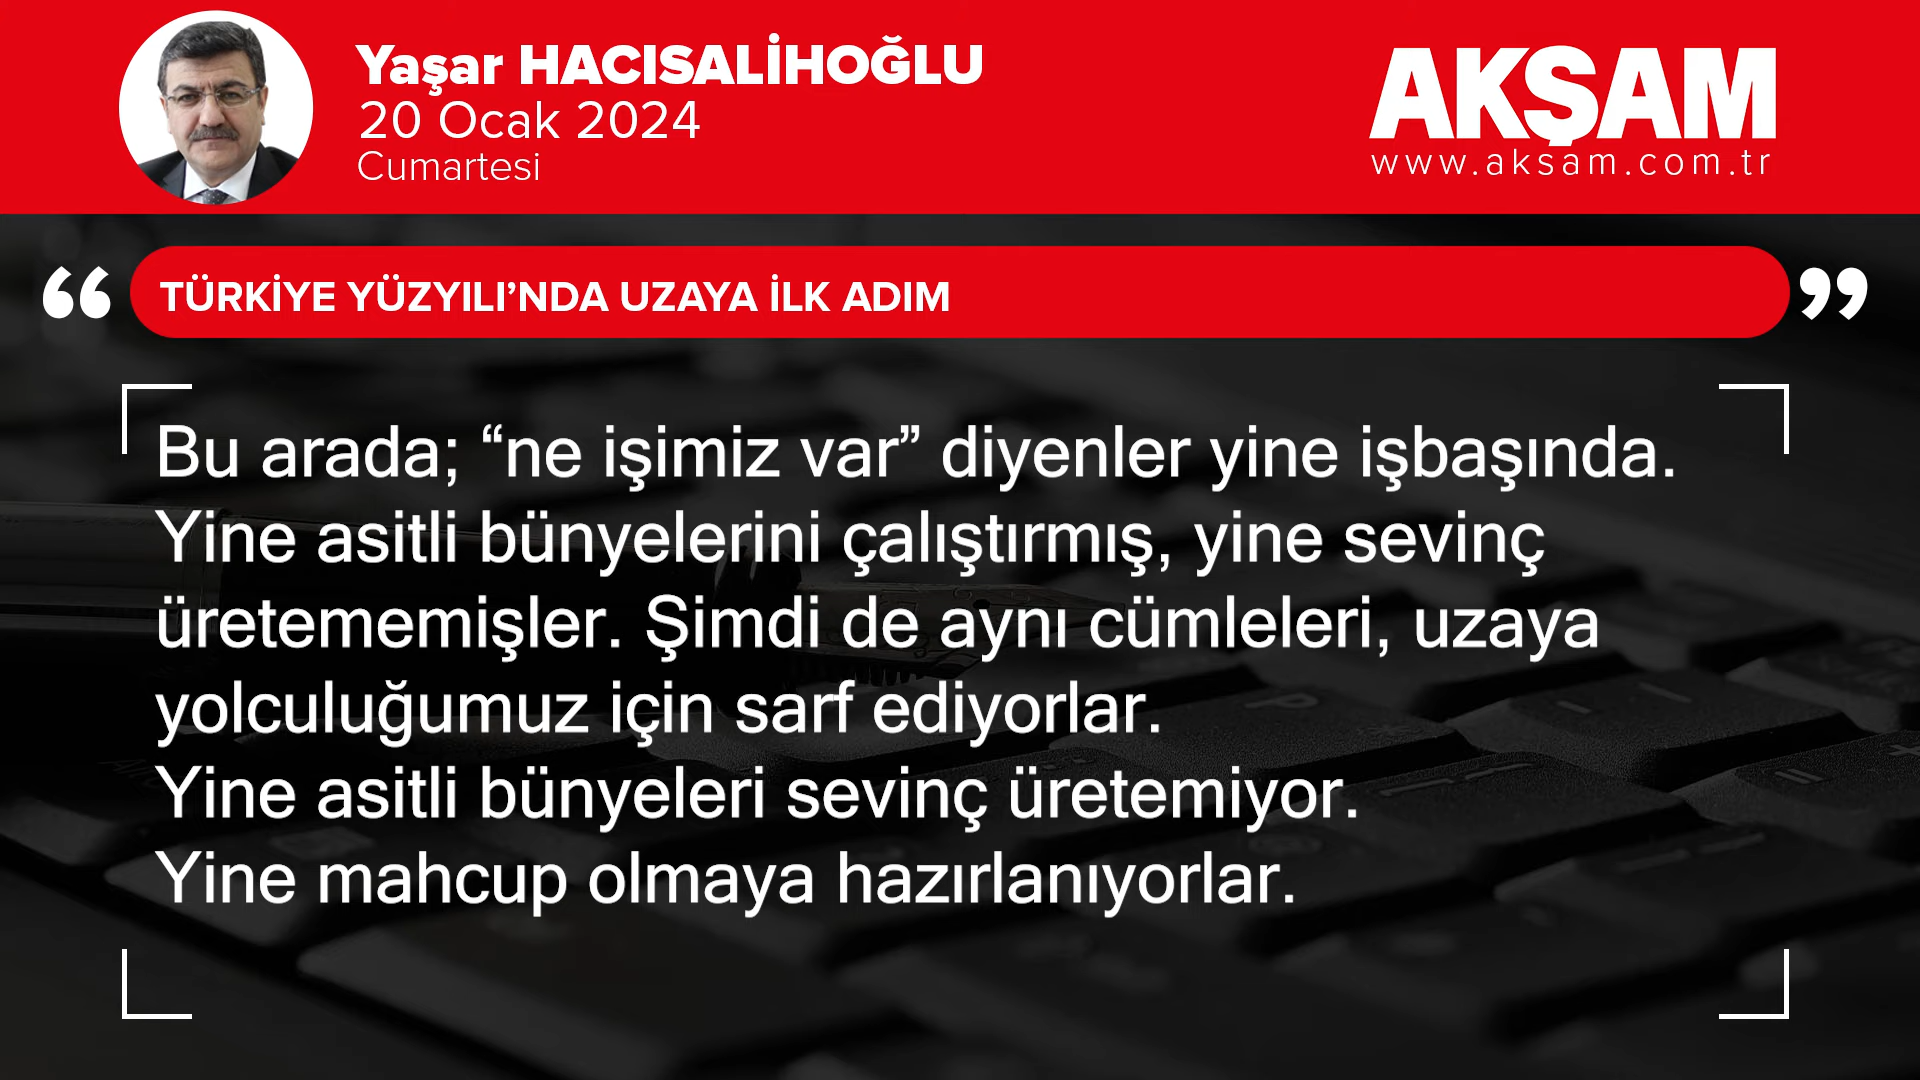 Yaşar HACISALİHOĞLU
20 Ocak 2024
Cumartesi
AKŞAM
www.aksam.com.tr
“ TÜRKİYE YÜZYILI’NDA UZAYA İLK ADIM ”
Bu arada; “ne işimiz var” diyenler yine işbaşında.
Yine asitli bünyelerini çalıştırmış, yine sevinç
üretememişler. Şimdi de aynı cümleleri, uzaya
yolculuğumuz için sarf ediyorlar.
Yine asitli bünyeleri sevinç üretemiyor.
Yine mahcup olmaya hazırlanıyorlar.